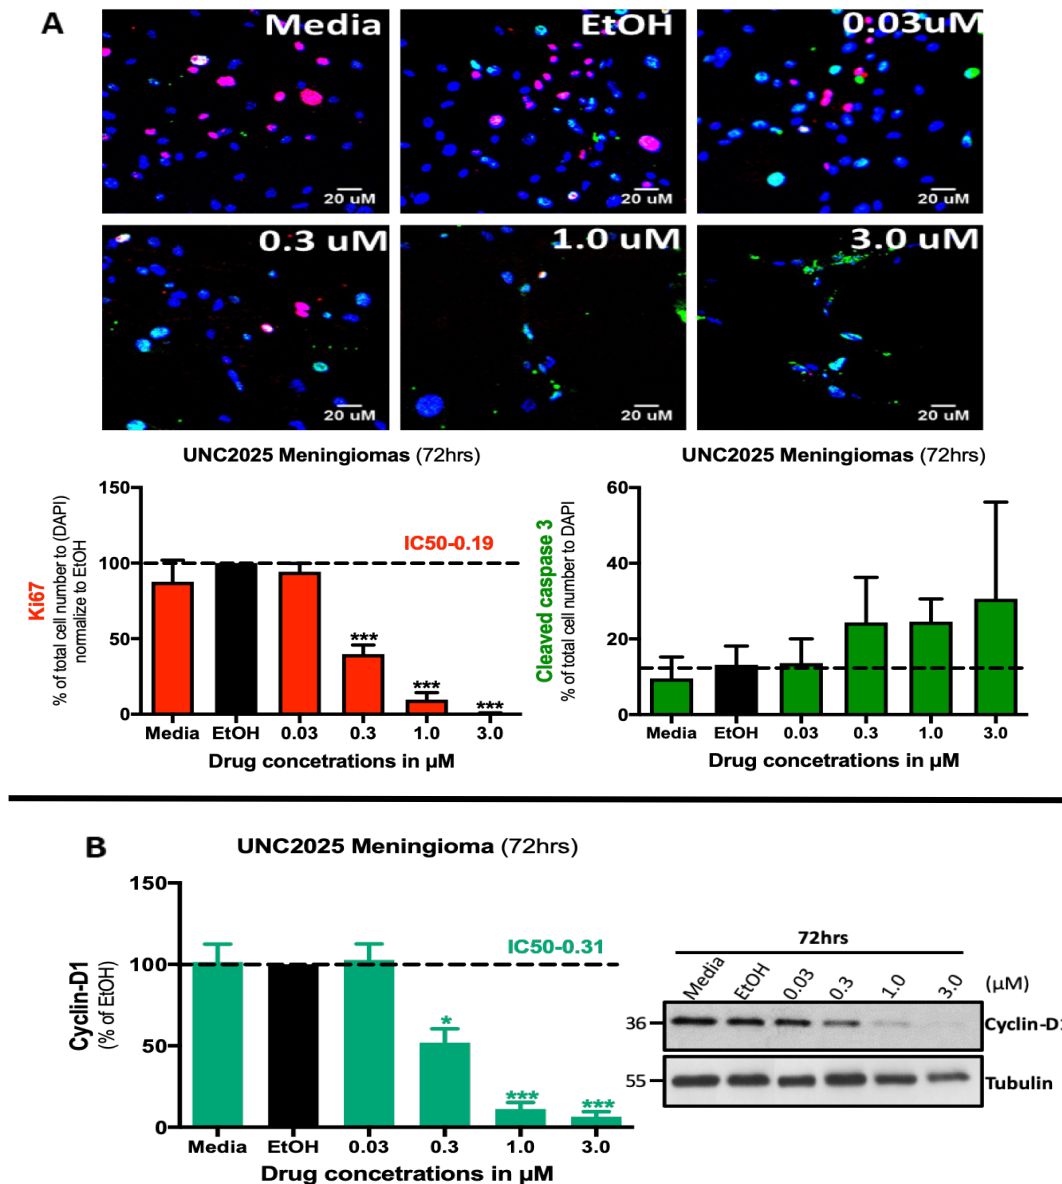 A
Media
EtOH
0.03uM
20 uM
20 uM
20 uM
0.3 uM
1.0 uM
3.0 uM
20 uM
20 uM
20 uM
UNC2025 Meningiomas (72hrs)
Ki67
% of total cell number to (DAPI)
normalize to EtOH
150
100
50
0
IC50-0.19
***
***
***
Media EtOH 0.03 0.3 1.0 3.0
Drug concetrations in µM
UNC2025 Meningiomas (72hrs)
Cleaved caspase 3
% of total cell number to DAPI
60
40
20
0
Media EtOH 0.03 0.3 1.0 3.0
Drug concetrations in µM
B
UNC2025 Meningioma (72hrs)
Cyclin-D1
(% of EtOH)
150
100
50
0
IC50-0.31
*
***
***
Media EtOH 0.03 0.3 1.0 3.0
Drug concetrations in µM
72hrs
Media EtOH 0.03 0.3 1.0 3.0 (µM)
36 Cyclin-D1
55 Tubulin